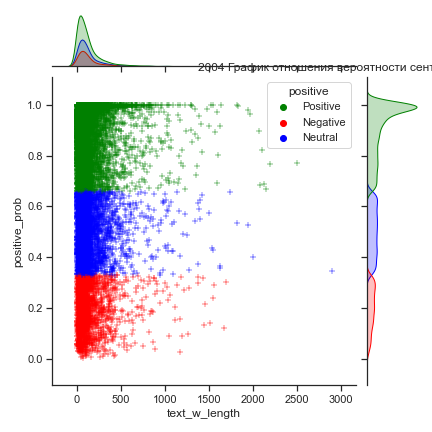 2004 График отношения вероятности сент
positive
Positive
Negative
Neutral
positive_prob
1.0
0.8
0.6
0.4
0.2
0.0
0
500
1000
1500
2000
2500
3000
text_w_length